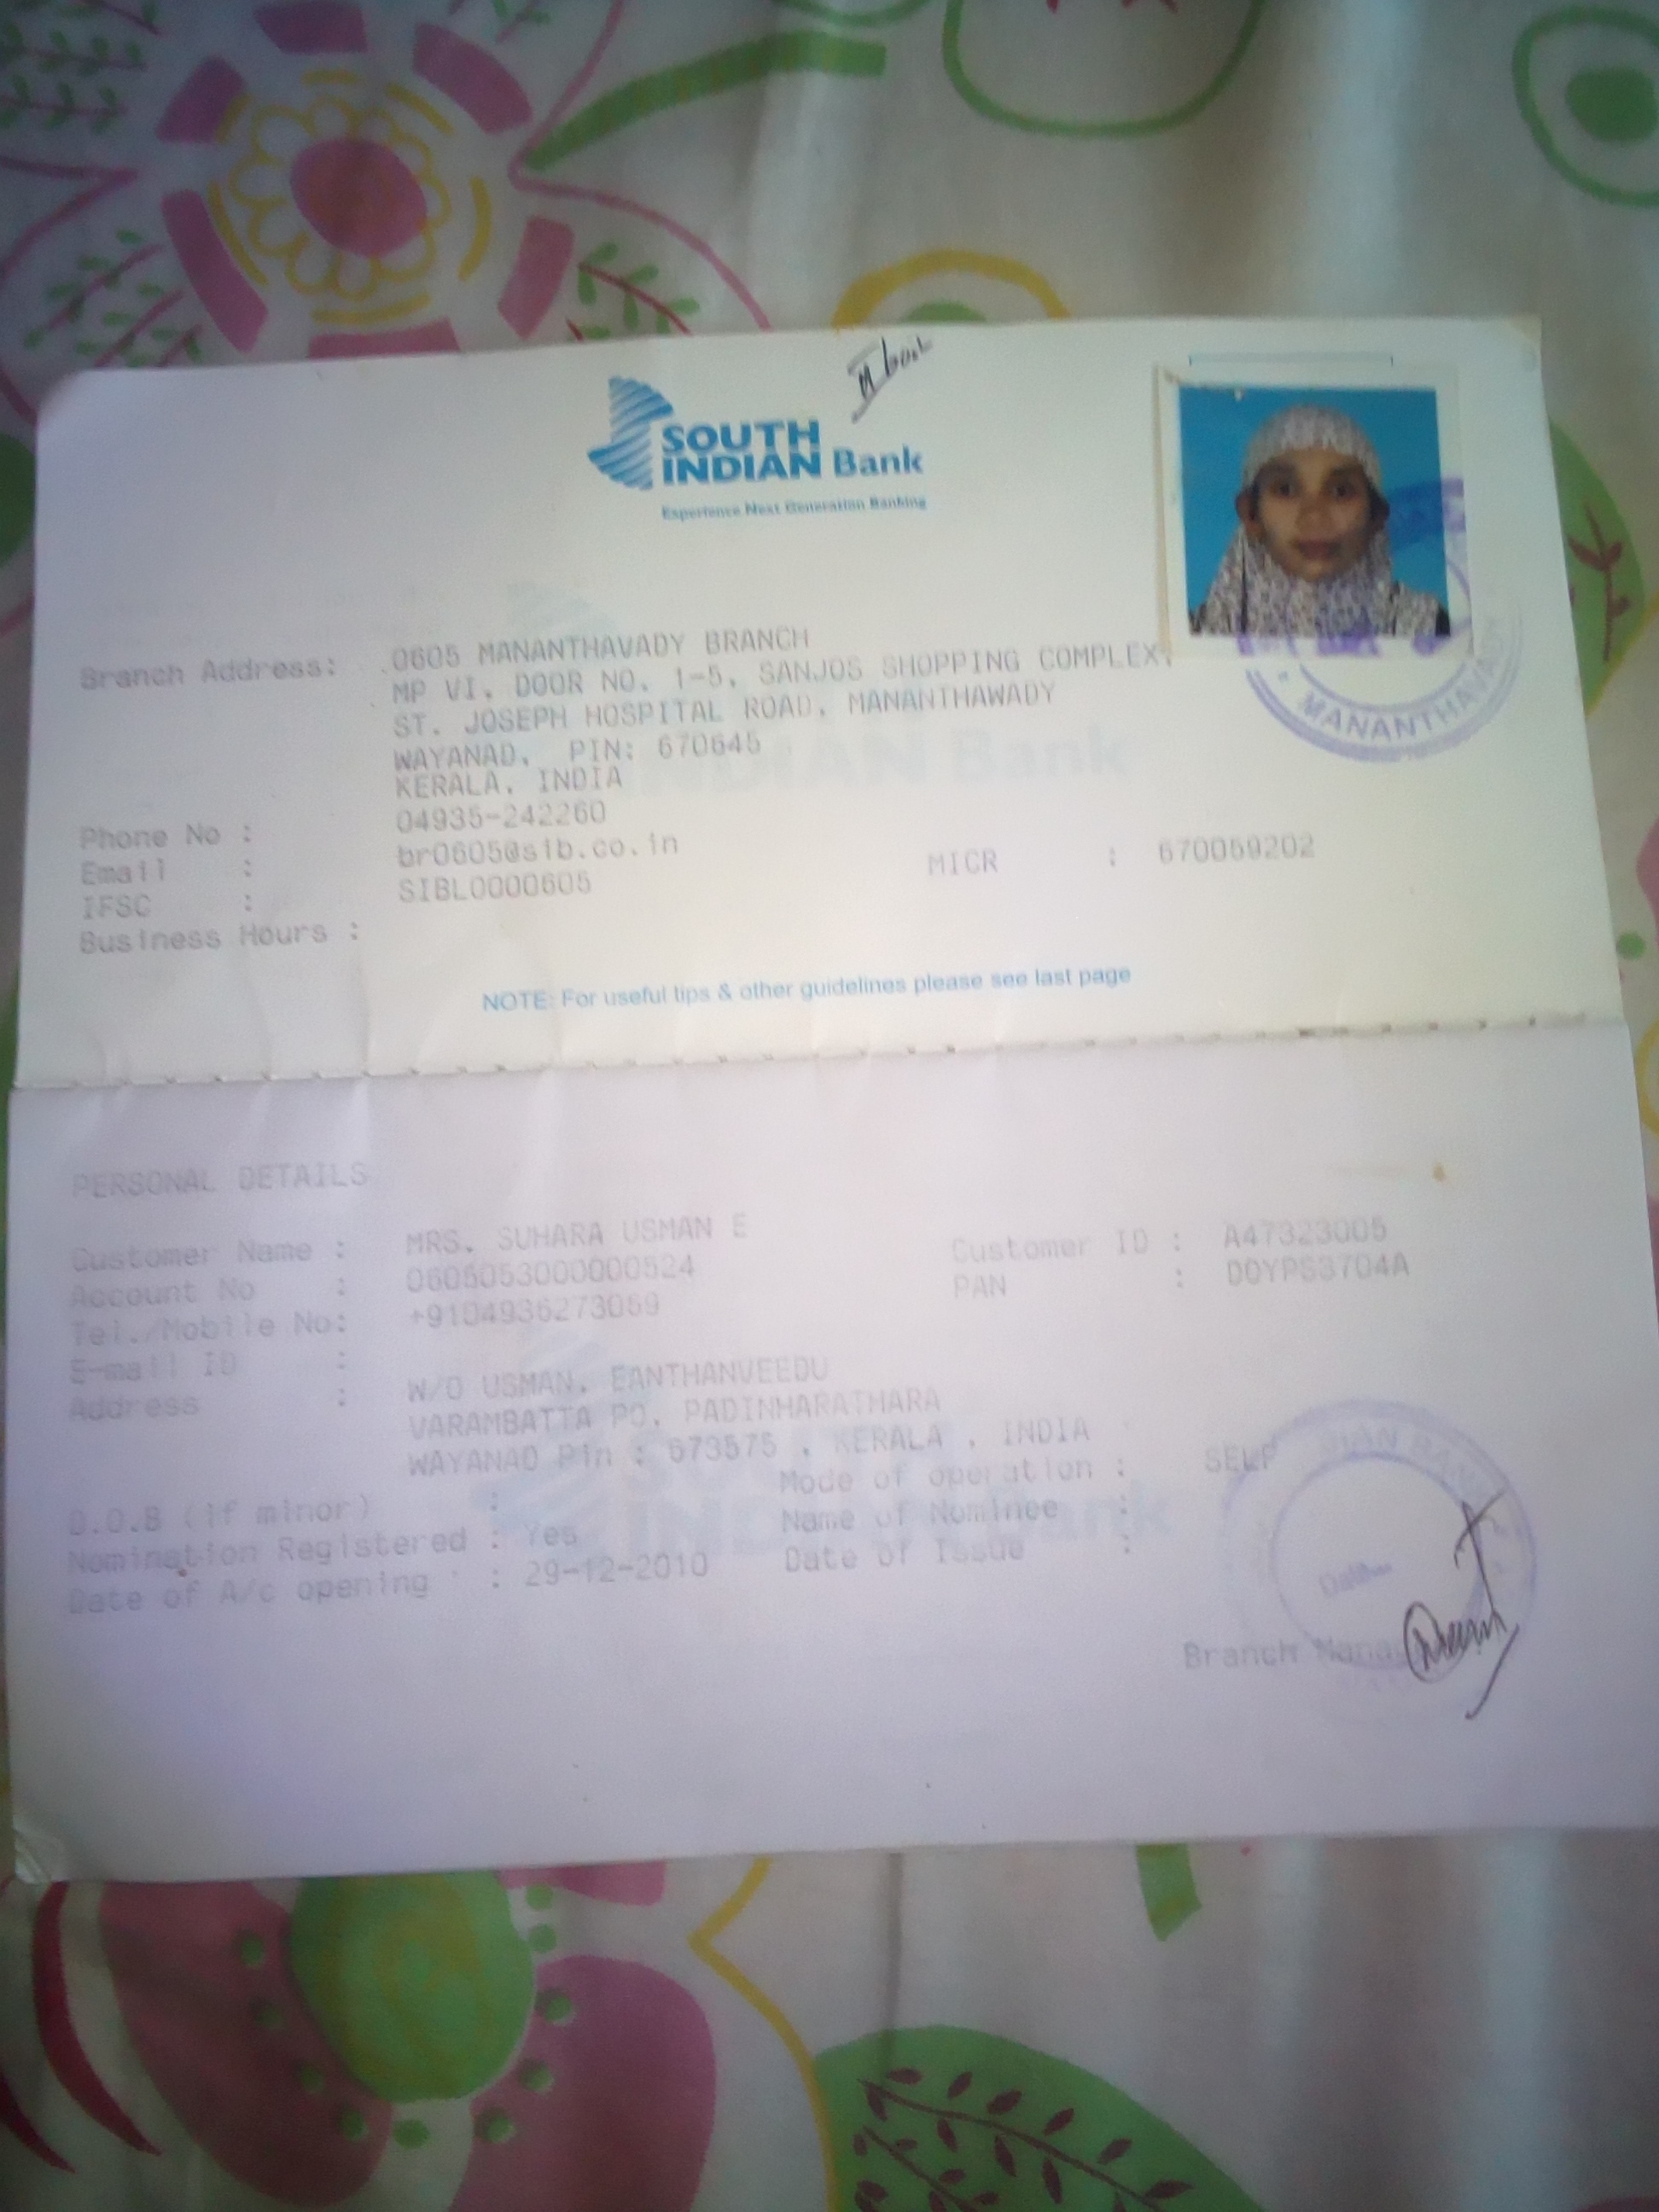 SOUTH
INDIAN Bank
Experience Next Generation Banking
Branch Address: 0605 MANANTHAVADY BRANCH
MP VI, DOOR NO. 1-5, SANJOS SHOPPING COMPLEX,
ST. JOSEPH HOSPITAL ROAD, MANANTHAWADY
WAYANAD, PIN: 670645
KERALA, INDIA
Phone No : 04935-242260
Email : br0605@sib.co.in
IFSC : SIBL0000605 MICR : 670059202
Business Hours :
MANANTHAVADY
NOTE: For useful tips & other guidelines please see last page
PERSONAL DETAILS
Customer Name : MRS. SUHARA USMAN E Customer ID : A47323005
Account No : 0605053000000524 PAN : DOYPS3704A
Tel./Mobile No: +9104936273069
E-mail ID :
Address : W/O USMAN, EANTHANVEEDU
VARAMBATTA PO, PADINHARATHARA
WAYANAD Pin : 673575 , KERALA , INDIA
Mode of operation : SELF
D.O.B (if minor) : Name of Nominee :
Nomination Registered : Yes Date of Issue :
Date of A/c opening : 29-12-2010
Branch